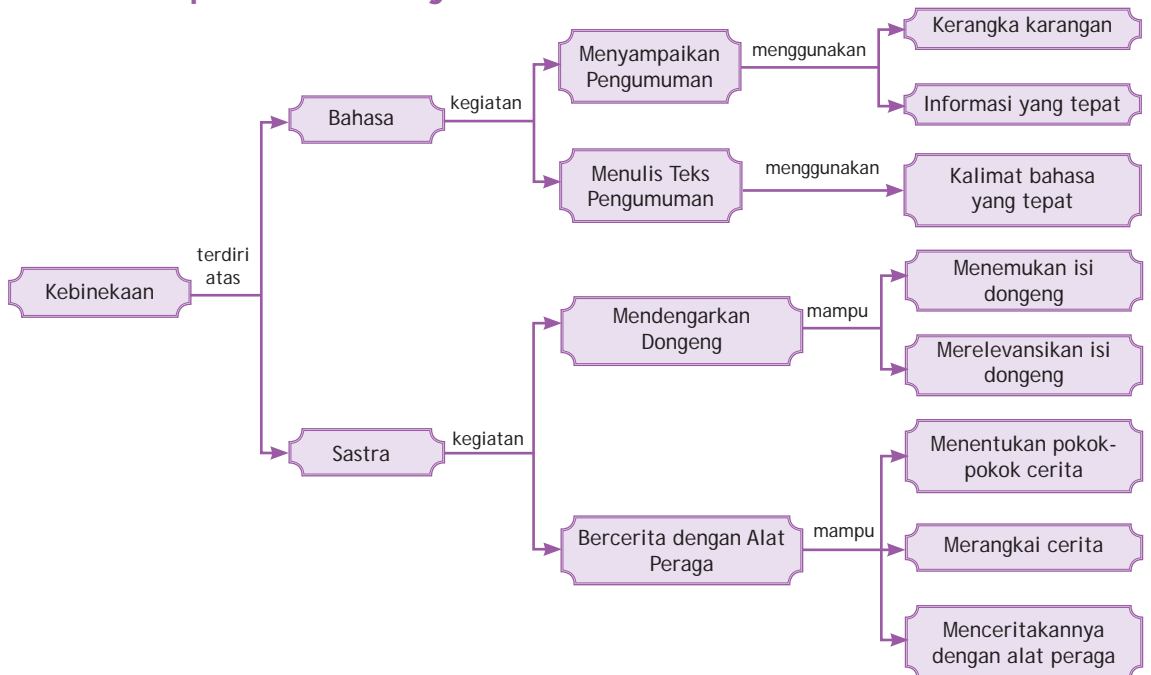 Kebinekaan
terdiri
atas
Bahasa
kegiatan
Menyampaikan
Pengumuman
menggunakan
Kerangka karangan
Informasi yang tepat
Menulis Teks
Pengumuman
menggunakan
Kalimat bahasa
yang tepat
Sastra
kegiatan
Mendengarkan
Dongeng
mampu
Menemukan isi
dongeng
Merelevansikan isi
dongeng
Bercerita dengan Alat
Peraga
mampu
Menentukan pokok-
pokok cerita
Merangkai cerita
Menceritakannya
dengan alat peraga